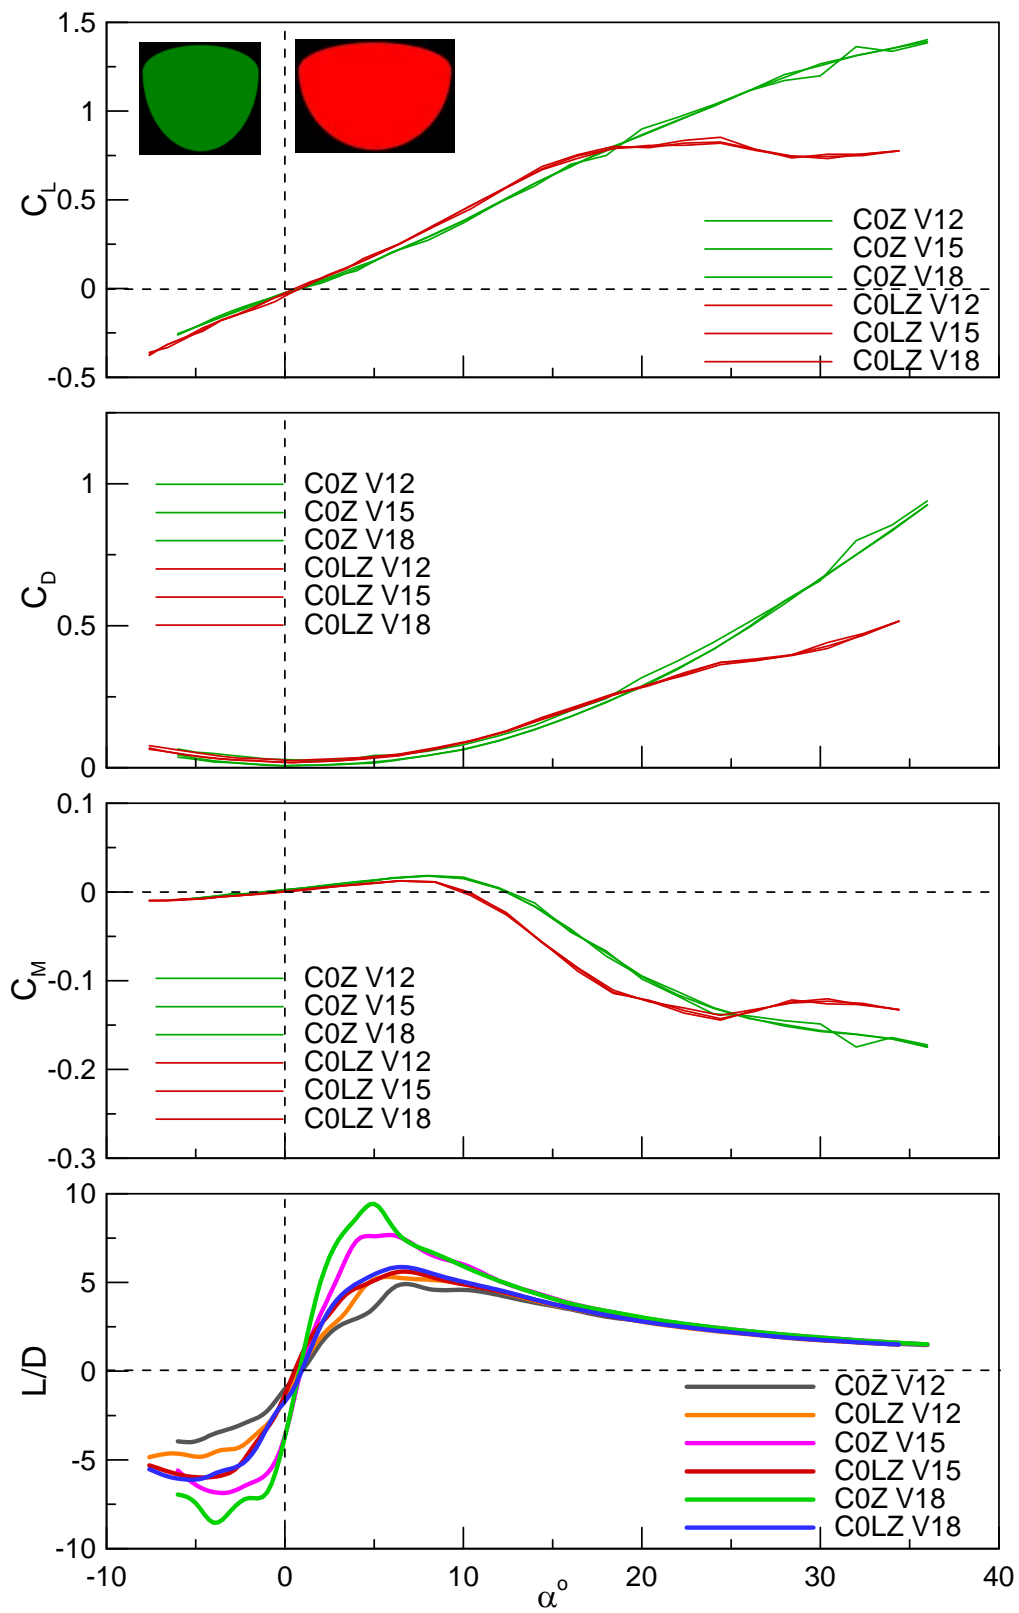 1.5
1
0.5
0
-0.5
C_L
C0Z V12
C0Z V15
C0Z V18
C0LZ V12
C0LZ V15
C0LZ V18
1
0.5
0
C_D
C0Z V12
C0Z V15
C0Z V18
C0LZ V12
C0LZ V15
C0LZ V18
0.1
0
-0.1
-0.2
-0.3
C_M
C0Z V12
C0Z V15
C0Z V18
C0LZ V12
C0LZ V15
C0LZ V18
10
5
0
-5
-10
L/D
C0Z V12
C0LZ V12
C0Z V15
C0LZ V15
C0Z V18
C0LZ V18
-10 0 10 20 30 40
α°